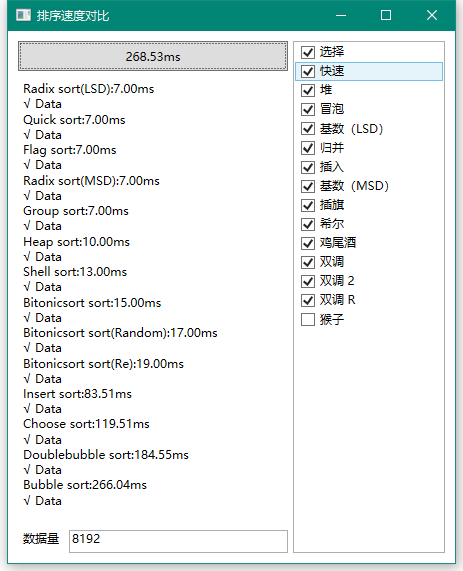 排序速度对比
268.53ms
Radix sort(LSD):7.00ms
√ Data
Quick sort:7.00ms
√ Data
Flag sort:7.00ms
√ Data
Radix sort(MSD):7.00ms
√ Data
Group sort:7.00ms
√ Data
Heap sort:10.00ms
√ Data
Shell sort:13.00ms
√ Data
Bitonicsort sort:15.00ms
√ Data
Bitonicsort sort(Random):17.00ms
√ Data
Bitonicsort sort(Re):19.00ms
√ Data
Insert sort:83.51ms
√ Data
Choose sort:119.51ms
√ Data
Doublebubble sort:184.55ms
√ Data
Bubble sort:266.04ms
√ Data
数据量 8192
选择
快速
堆
冒泡
基数（LSD）
归并
插入
基数（MSD）
插旗
希尔
鸡尾酒
双调
双调 2
双调 R
猴子